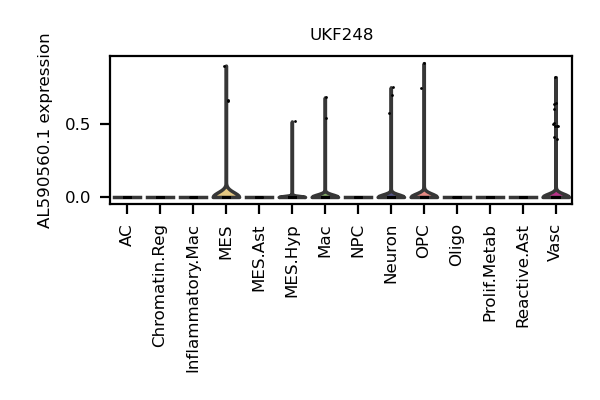 UKF248
AL590560.1 expression
0.5
0.0
AC
Chromatin.Reg
Inflammatory.Mac
MES
MES.Ast
MES.Hyp
Mac
NPC
Neuron
OPC
Oligo
Prolif.Metab
Reactive.Ast
Vasc